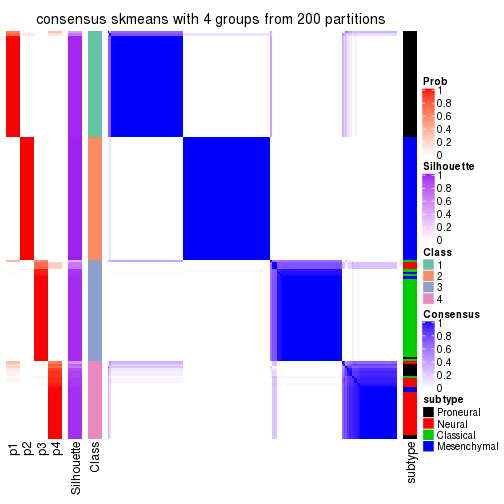 consensus skmeans with 4 groups from 200 partitions
Prob
1
0.8
0.6
0.4
0.2
0
Silhouette
1
0.8
0.6
0.4
0.2
0
Class
1
2
3
4
Consensus
1
0.8
0.6
0.4
0.2
0
subtype
Proneural
Neural
Classical
Mesenchymal
p1
p2
p3
p4
Silhouette
Class
subtype